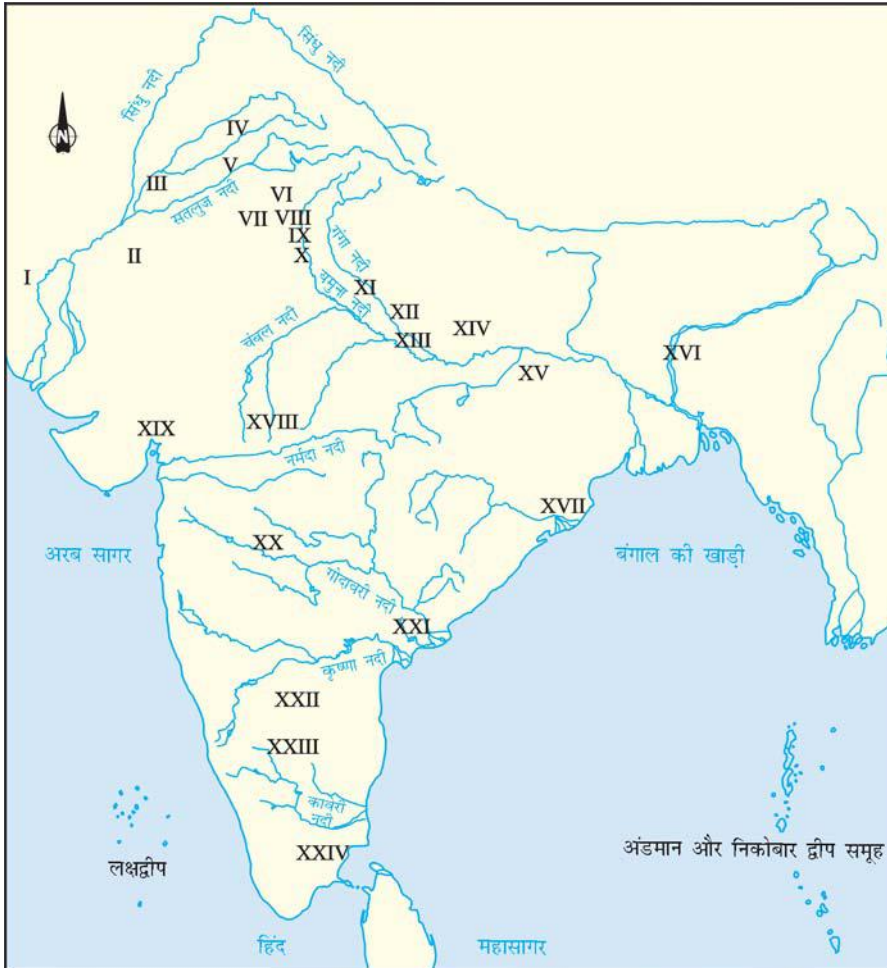 सिंधु नदी
सिंधु नदी
N
IV
V
III
सतलुज नदी
VI
VII
VIII
IX
X
II
I
गंगा नदी
यमुना नदी
XI
XII
XIII
XIV
चंबल नदी
XVI
XV
XVIII
XIX
नर्मदा नदी
XVII
अरब सागर
XX
बंगाल की खाड़ी
गोदावरी नदी
XXI
कृष्णा नदी
XXII
XXIII
कावेरी
नदी
XXIV
लक्षद्वीप
अंडमान और निकोबार द्वीप समूह
हिंद
महासागर